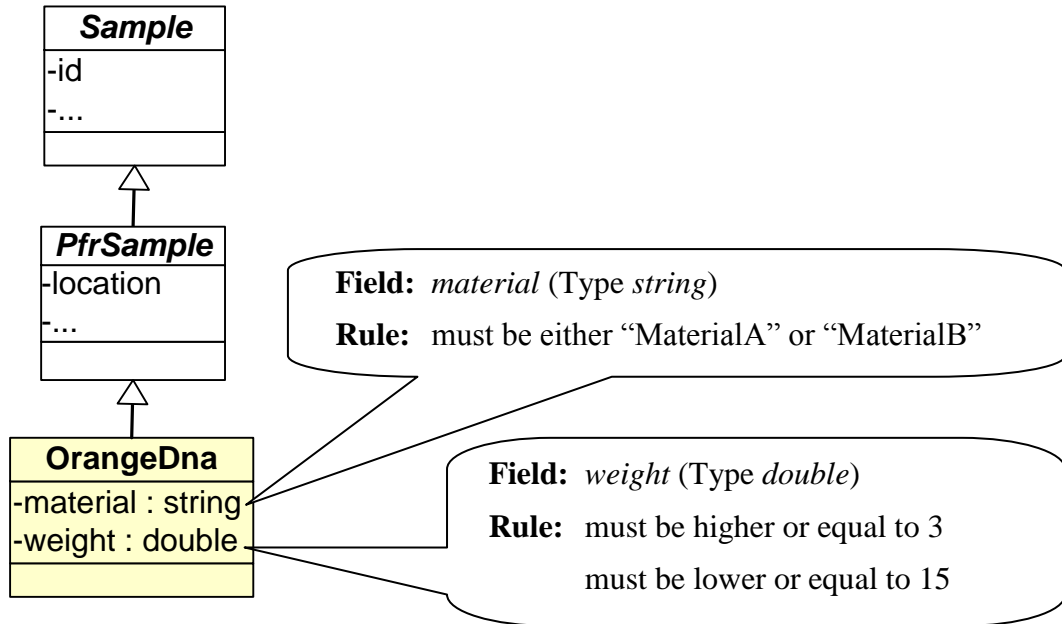 Sample
-id
-...
PfrSample
-location
-...
Field: material (Type string)
Rule: must be either “MaterialA” or “MaterialB”
OrangeDna
-material : string
-weight : double
Field: weight (Type double)
Rule: must be higher or equal to 3
must be lower or equal to 15